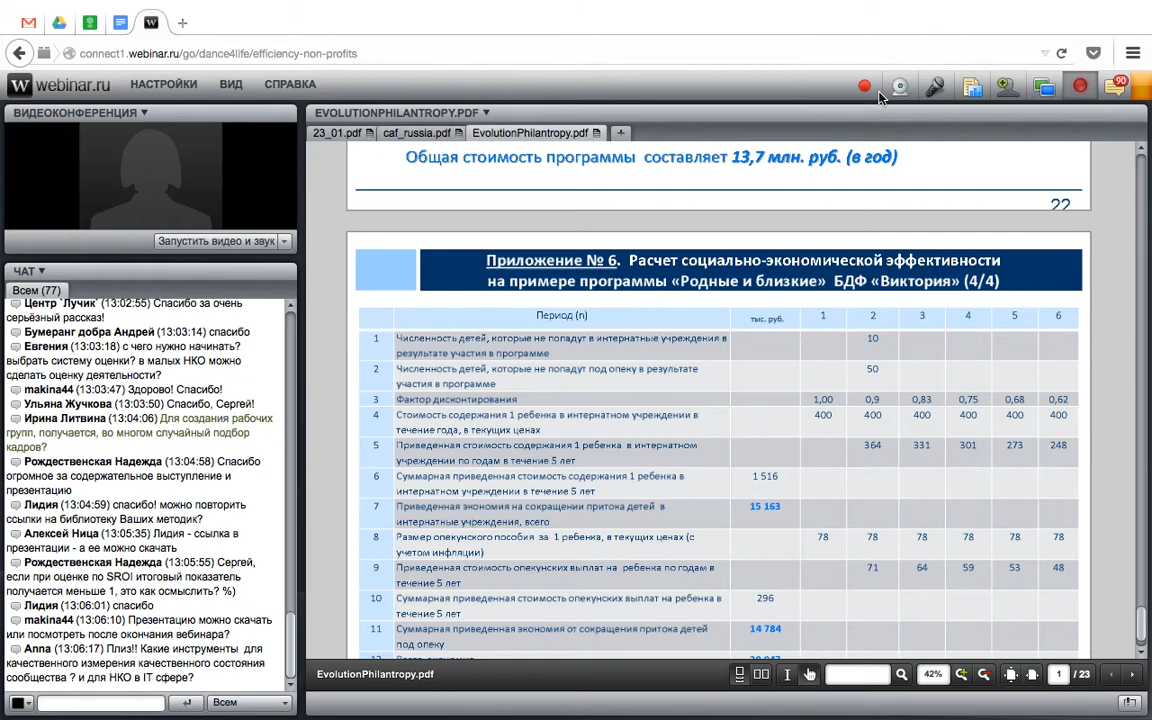 connect1.webinar.ru/go/dance4life/efficiency-non-profits
W webinar.ru НАСТРОЙКИ ВИД СПРАВКА 90
ВИДЕОКОНФЕРЕНЦИЯ
Запустить видео и звук
ЧАТ
Всем (77)
Центр `Лучик` (13:02:55) Спасибо за очень
серьёзный рассказ!
Бумеранг добра Андрей (13:03:14) спасибо
Евгения (13:03:18) с чего нужно начинать?
выбрать систему оценки? в малых НКО можно
сделать оценку деятельности?
makina44 (13:03:47) Здорово! Спасибо!
Ульяна Жучкова (13:03:50) Спасибо, Сергей!
Ирина Литвина (13:04:06) Для создания рабочих
групп, получается, во многом случайный подбор
кадров?
Рождественская Надежда (13:04:58) Спасибо
огромное за содержательное выступление и
презентацию
Лидия (13:04:59) спасибо! можно повторить
ссылки на библиотеку Ваших методик?
Алексей Ница (13:05:35) Лидия - ссылка в
презентации - а ее можно скачать
Рождественская Надежда (13:05:55) Сергей,
если при оценке по SROI итоговый показатель
получается меньше 1, это как осмыслить? %)
Лидия (13:06:01) спасибо
makina44 (13:06:10) Презентацию можно скачать
или посмотреть после окончания вебинара?
Anna (13:06:17) Плиз!! Какие инструменты для
качественного измерения качественного состояния
сообщества ? и для НКО в IT сфере?
Всем
EVOLUTIONPHILANTROPY.PDF
23_01.pdf caf_russia.pdf EvolutionPhilantropy.pdf
Общая стоимость программы составляет 13,7 млн. руб. (в год)
22
Приложение № 6. Расчет социально-экономической эффективности
на примере программы «Родные и близкие» БДФ «Виктория» (4/4)
Период (n) тыс. руб. 1 2 3 4 5 6
1 Численность детей, которые не попадут в интернатные учреждения в 10
результате участия в программе
2 Численность детей, которые не попадут под опеку в результате 50
участия в программе
3 Фактор дисконтирования 1,00 0,9 0,83 0,75 0,68 0,62
4 Стоимость содержания 1 ребенка в интернатном учреждении в 400 400 400 400 400 400
течение года, в текущих ценах
5 Приведенная стоимость содержания 1 ребенка в интернатном 364 331 301 273 248
учреждении по годам в течение 5 лет
6 Суммарная приведенная стоимость содержания 1 ребенка в 1 516
интернатном учреждении в течение 5 лет
7 Приведенная экономия на сокращении притока детей в 15 163
интернатные учреждения, всего
8 Размер опекунского пособия за 1 ребенка, в текущих ценах (с 78 78 78 78 78 78
учетом инфляции)
9 Приведенная стоимость опекунских выплат на ребенка по годам в 71 64 59 53 48
течение 5 лет
10 Суммарная приведенная стоимость опекунских выплат на ребенка в 296
течение 5 лет
11 Суммарная приведенная экономия от сокращения притока детей 14 784
под опеку
EvolutionPhilantropy.pdf 42% 1 / 23